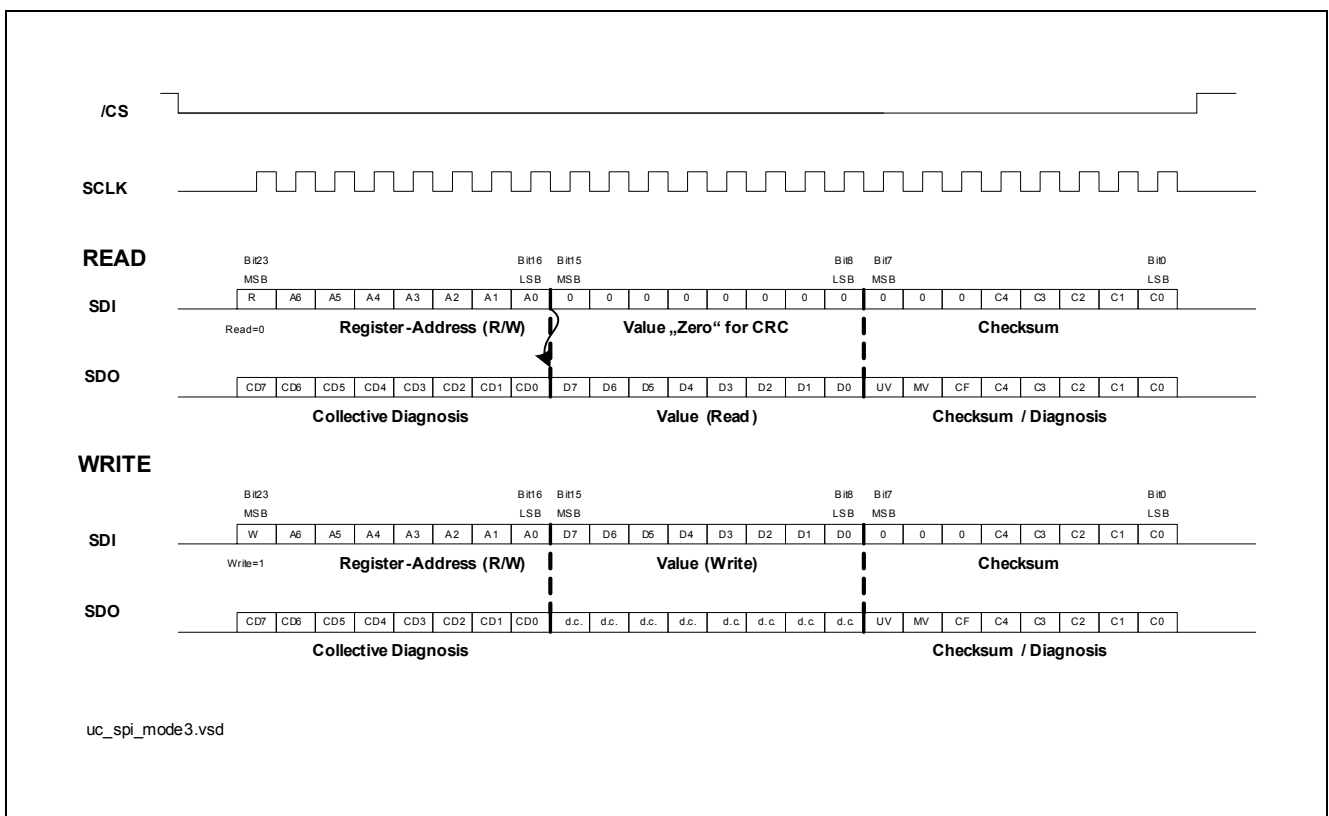 /CS
SCLK
READ
Bit23 Bit16 Bit15 Bit8 Bit7 Bit0
MSB LSB MSB LSB MSB LSB
SDI R A6 A5 A4 A3 A2 A1 A0 0 0 0 0 0 0 0 0 0 0 0 C4 C3 C2 C1 C0
Read=0 Register-Address (R/W) Value „Zero“ for CRC Checksum
SDO CD7 CD6 CD5 CD4 CD3 CD2 CD1 CD0 D7 D6 D5 D4 D3 D2 D1 D0 UV MV CF C4 C3 C2 C1 C0
Collective Diagnosis Value (Read) Checksum / Diagnosis
WRITE
Bit23 Bit16 Bit15 Bit8 Bit7 Bit0
MSB LSB MSB LSB MSB LSB
SDI W A6 A5 A4 A3 A2 A1 A0 D7 D6 D5 D4 D3 D2 D1 D0 0 0 0 C4 C3 C2 C1 C0
Write=1 Register-Address (R/W) Value (Write) Checksum
SDO CD7 CD6 CD5 CD4 CD3 CD2 CD1 CD0 d.c. d.c. d.c. d.c. d.c. d.c. d.c. d.c. UV MV CF C4 C3 C2 C1 C0
Collective Diagnosis Checksum / Diagnosis
uc_spi_mode3.vsd